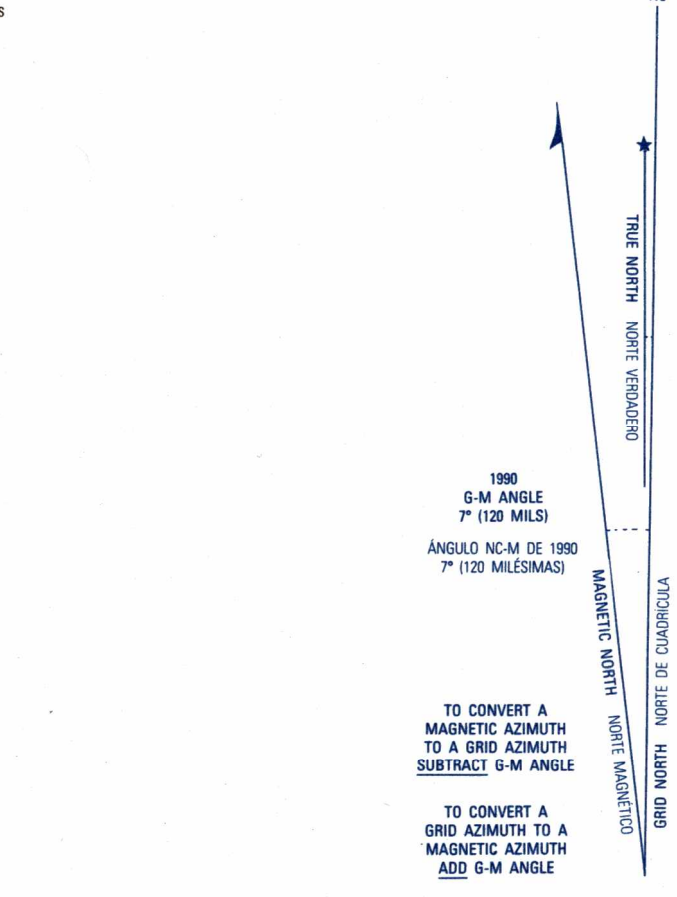 S
TRUE NORTH NORTE VERDADERO
1990
G-M ANGLE
7° (120 MILS)
ÁNGULO NC-M DE 1990
7° (120 MILÉSIMAS)
MAGNETIC NORTH NORTE MAGNÉTICO
GRID NORTH NORTE DE CUADRÍCULA
TO CONVERT A
MAGNETIC AZIMUTH
TO A GRID AZIMUTH
SUBTRACT G-M ANGLE
TO CONVERT A
GRID AZIMUTH TO A
MAGNETIC AZIMUTH
ADD G-M ANGLE